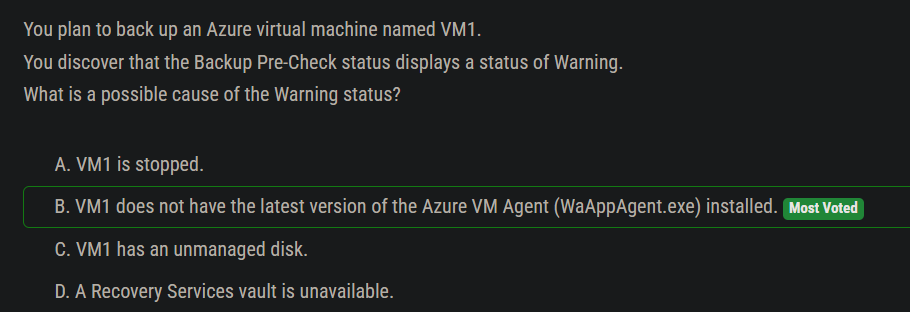 You plan to back up an Azure virtual machine named VM1.
You discover that the Backup Pre-Check status displays a status of Warning.
What is a possible cause of the Warning status?
A. VM1 is stopped.
B. VM1 does not have the latest version of the Azure VM Agent (WaAppAgent.exe) installed. Most Voted
C. VM1 has an unmanaged disk.
D. A Recovery Services vault is unavailable.